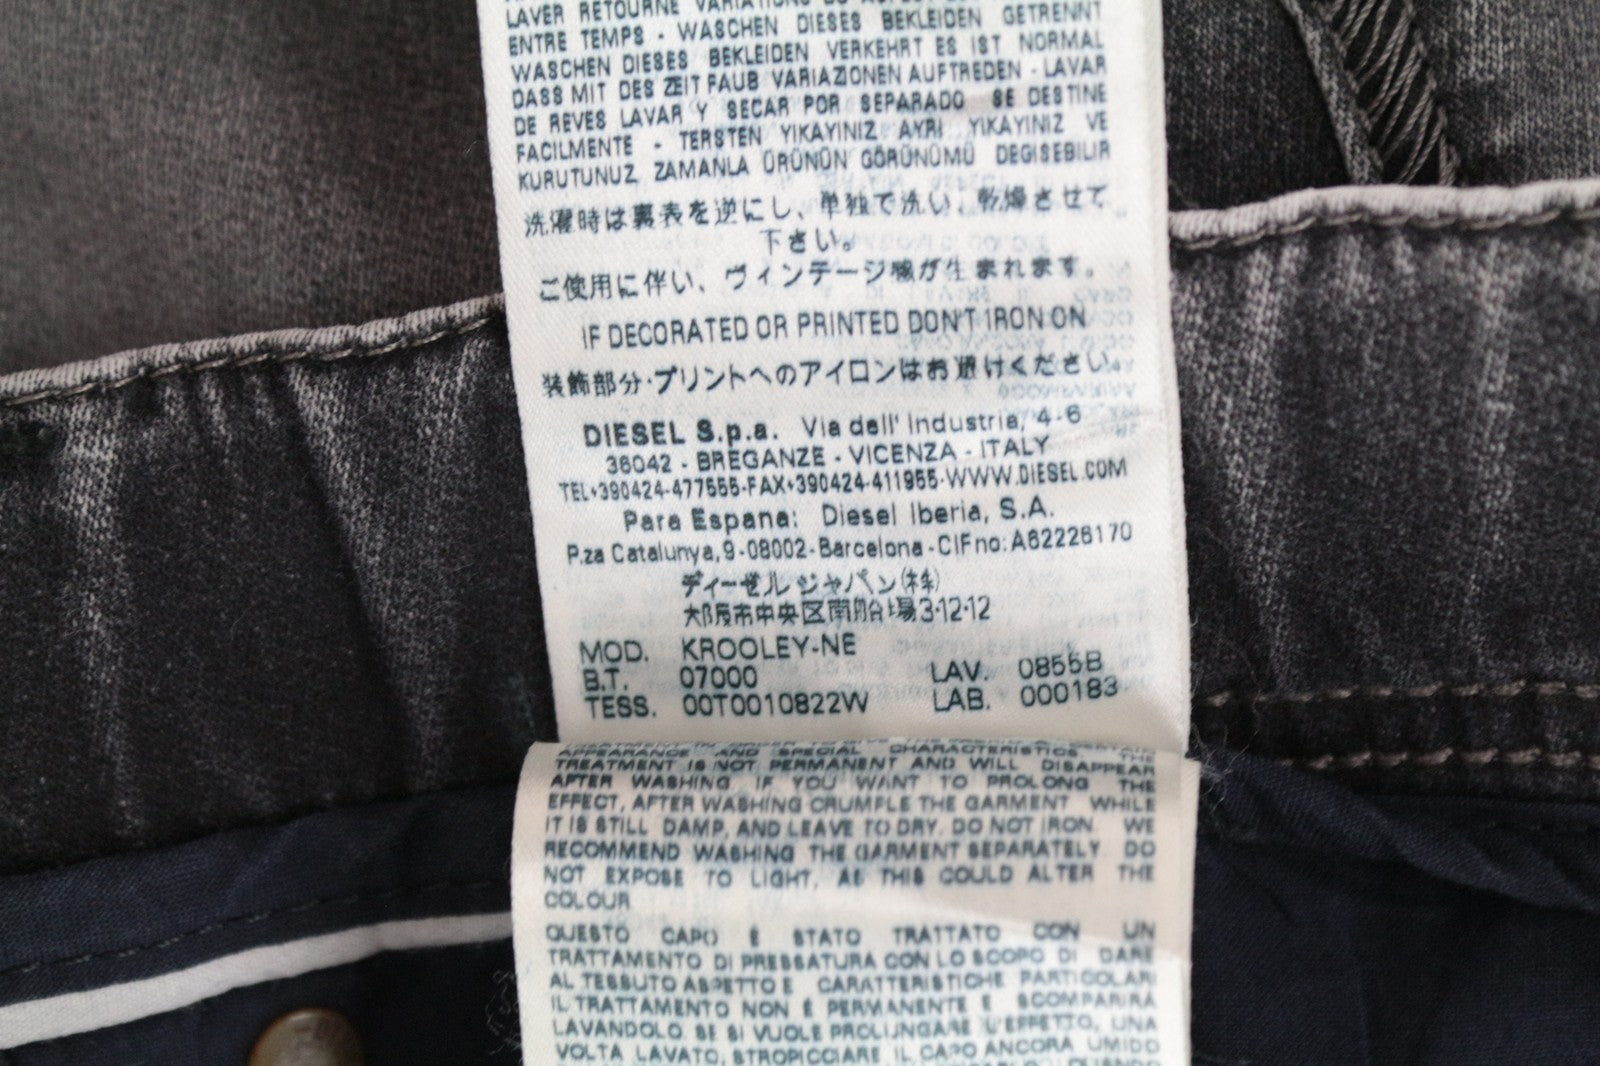 LAVER RETOURNE VARIATIONS
ENTRE TEMPS - WASCHEN DIESES BEKLEIDEN GETRENNT
WASCHEN DIESES BEKLEIDEN VERKEHRT ES IST NORMAL
DASS MIT DES ZEIT FAUB VARIAZIONEN AUFTREDEN - LAVAR
DE REVES LAVAR Y SECAR POR SEPARADO SE DESTINE
FACILMENTE - TERSTEN YIKAYINIZ AYRI YIKAYINIZ VE
KURUTUNUZ ZAMANLA ÜRÜNÜN GÖRÜNÜMÜ DEGISEBILIR
洗濯時は裏表を逆にし、単独で洗い、乾燥させて
下さい。
ご使用に伴い、ヴィンテージ感が生まれます。
IF DECORATED OR PRINTED DON'T IRON ON
装飾部分・プリントへのアイロンはお避けください。
DIESEL S.p.a. Via dell' Industria, 4-6
36042 - BREGANZE - VICENZA - ITALY
TEL+390424-477555-FAX+390424-411955-WWW.DIESEL.COM
Para Espana: Diesel Iberia, S.A.
P.za Catalunya, 9-08002-Barcelona-CIFno:A62226170
ディーゼルジャパン(株)
大阪市中央区南船場3-12-12
MOD. KROOLEY-NE
B.T. 07000 LAV. 0855B
TESS. 00T0010822W LAB. 000183
APPEARANCE AND SPECIAL CHARACTERISTICS THE
TREATMENT IS NOT PERMANENT AND WILL DISAPPEAR
AFTER WASHING IF YOU WANT TO PROLONG THE
EFFECT, AFTER WASHING CRUMPLE THE GARMENT WHILE
IT IS STILL DAMP, AND LEAVE TO DRY. DO NOT IRON. WE
RECOMMEND WASHING THE GARMENT SEPARATELY. DO
NOT EXPOSE TO LIGHT, AS THIS COULD ALTER THE
COLOUR
QUESTO CAPO È STATO TRATTATO CON UN
TRATTAMENTO DI PRESSATURA CON LO SCOPO DI DARE
AL TESSUTO ASPETTO E CARATTERISTICHE PARTICOLARI
IL TRATTAMENTO NON È PERMANENTE E SCOMPARIRÀ
LAVANDOLO. SE SI VUOLE PROLUNGARE L'EFFETTO, UNA
VOLTA LAVATO, STROPICCIARE IL CAPO ANCORA UMIDO